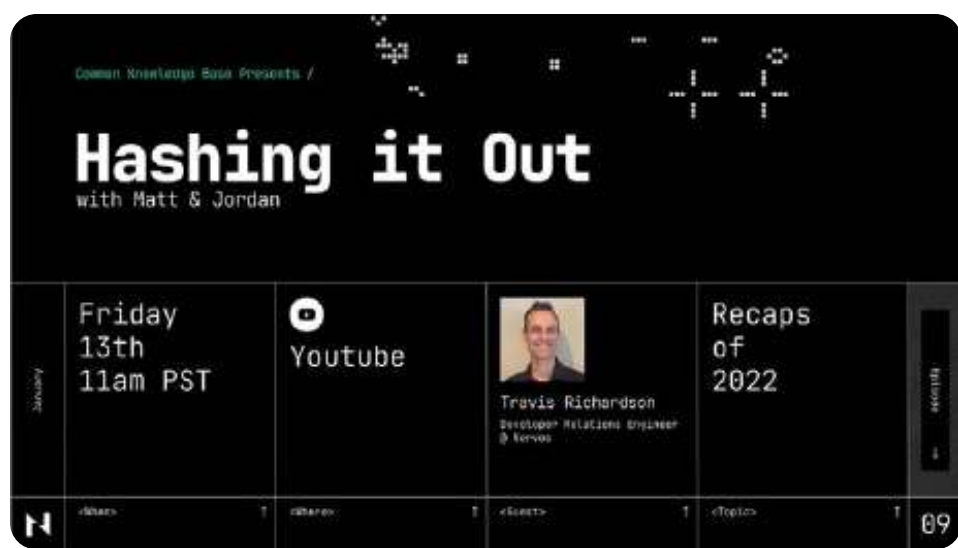 Common Knowledge Base Presents /
Hashing it Out
with Matt & Jordan
January
Friday
13th
11am PST
Youtube
Travis Richardson
Developer Relations Engineer
@ Nervos
Recaps
of
2022
Episode
<When>
<Where>
<Guest>
<Topic>
09